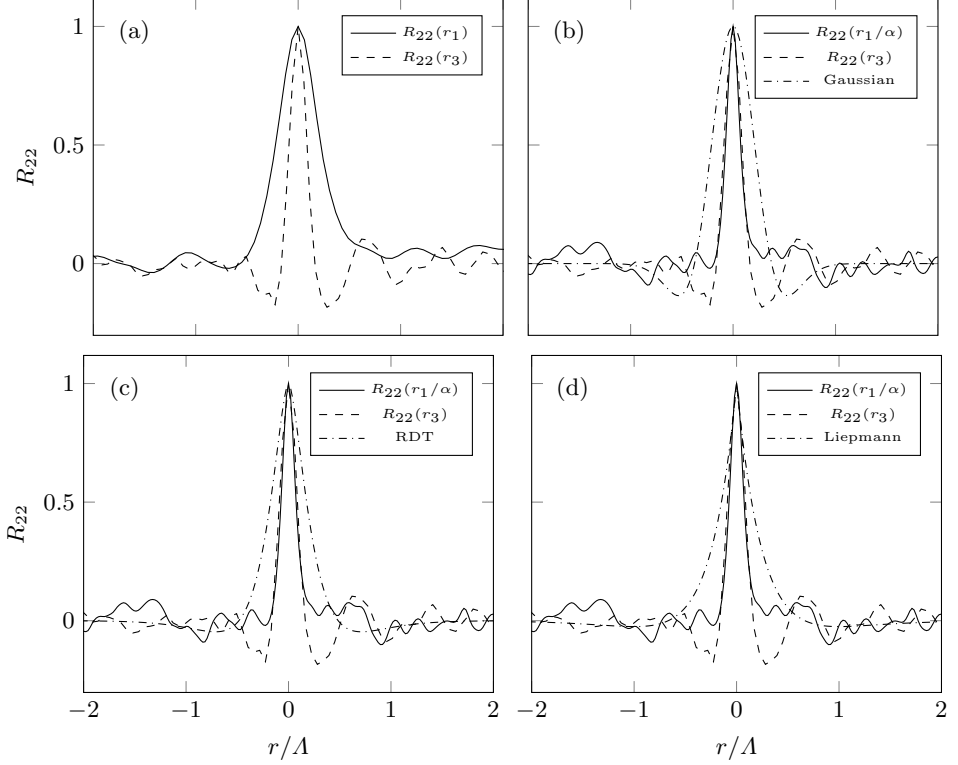 (a)
R22(r1)
R22(r3)
1
0.5
0
R22
(b)
R22(r1/α)
R22(r3)
Gaussian
(c)
R22(r1/α)
R22(r3)
RDT
1
0.5
0
R22
−2 −1 0 1 2
r/Λ
(d)
R22(r1/α)
R22(r3)
Liepmann
−2 −1 0 1 2
r/Λ